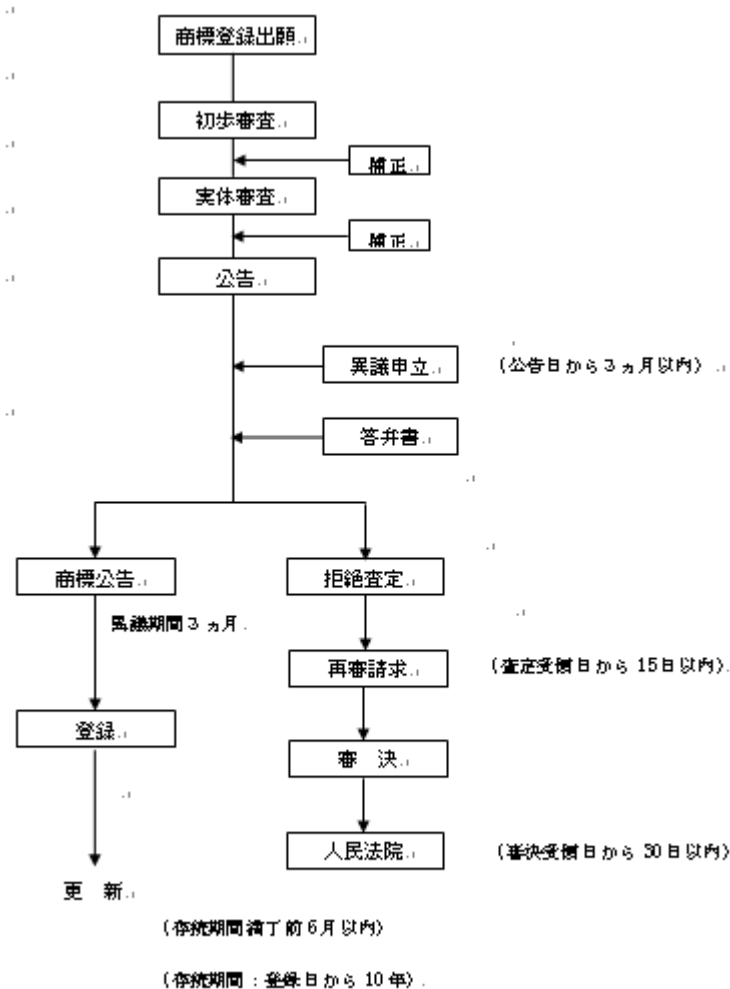 商標登録出願
初歩審査
補正
実体審査
補正
公告
異議申立 (公告日から3ヵ月以内)
答弁書
商標公告 拒絶査定
異議期間3ヵ月
再審請求 (査定受領日から15日以内)
登録
審 決
人民法院 (審決受領日から30日以内)
更 新
(存続期間満了前6月以内)
(存続期間:登録日から10年)